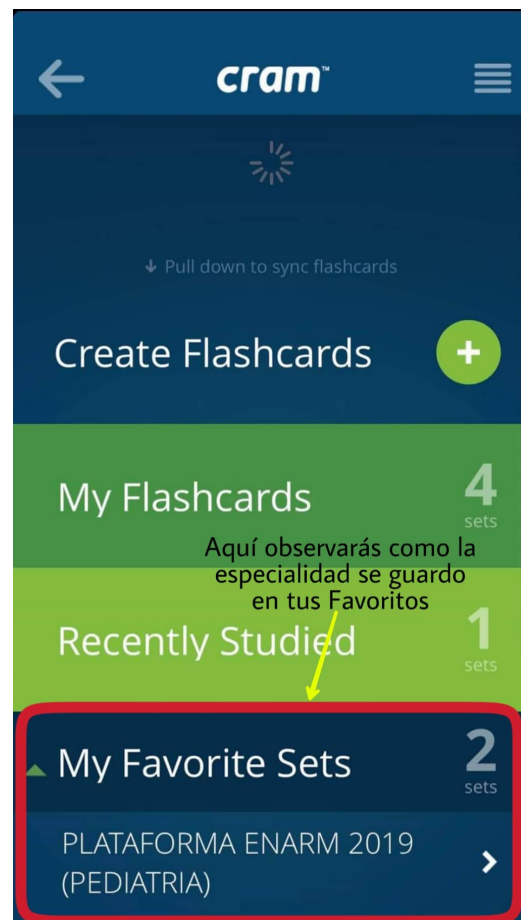 cram™
Pull down to sync flashcards
Create Flashcards
+
My Flashcards
4
sets
Aquí observarás como la
especialidad se guardo
en tus Favoritos
Recently Studied
1
sets
My Favorite Sets
2
sets
PLATAFORMA ENARM 2019
(PEDIATRIA)